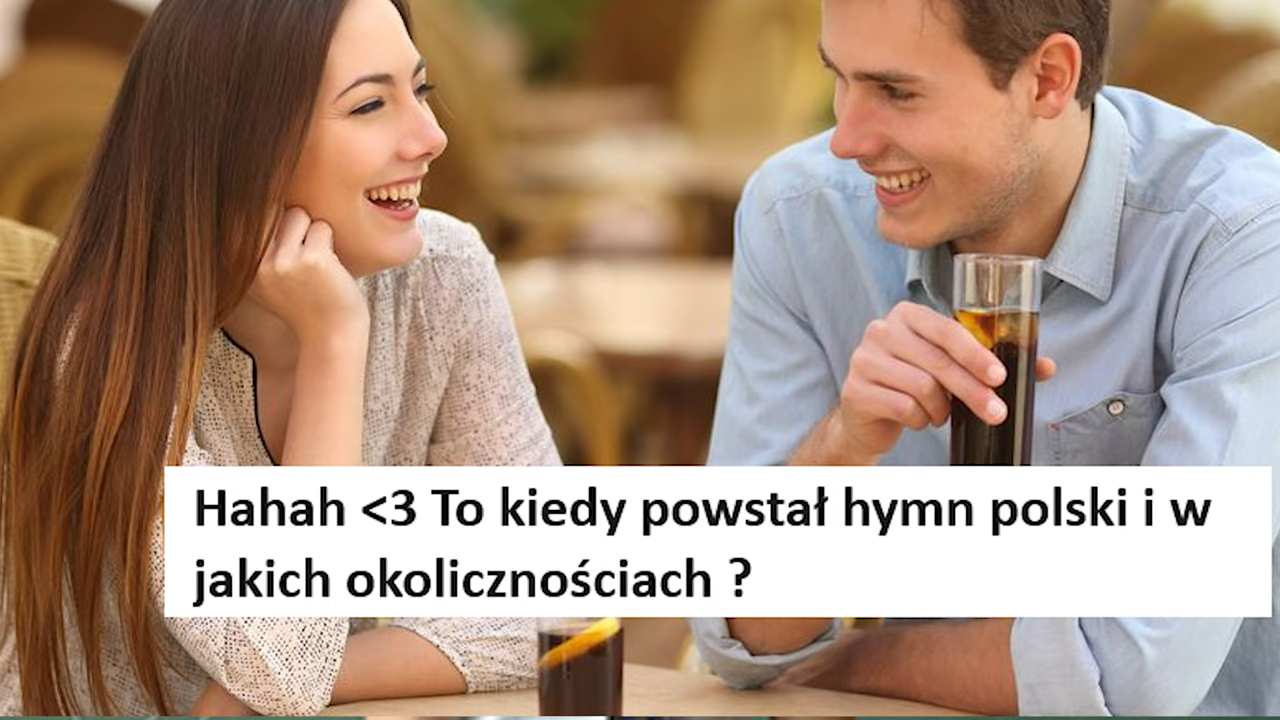 Hahah <3 To kiedy powstał hymn polski i w
jakich okolicznościach ?